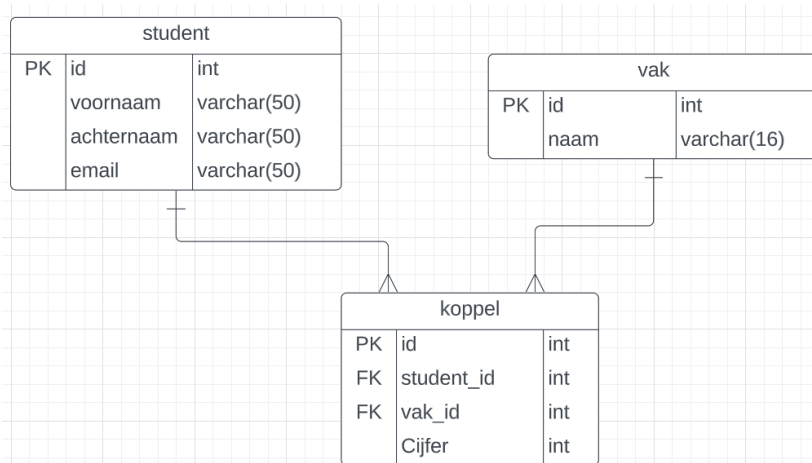 student
PK id int
voornaam varchar(50)
achternaam varchar(50)
email varchar(50)
vak
PK id int
naam varchar(16)
koppel
PK id int
FK student_id int
FK vak_id int
Cijfer int